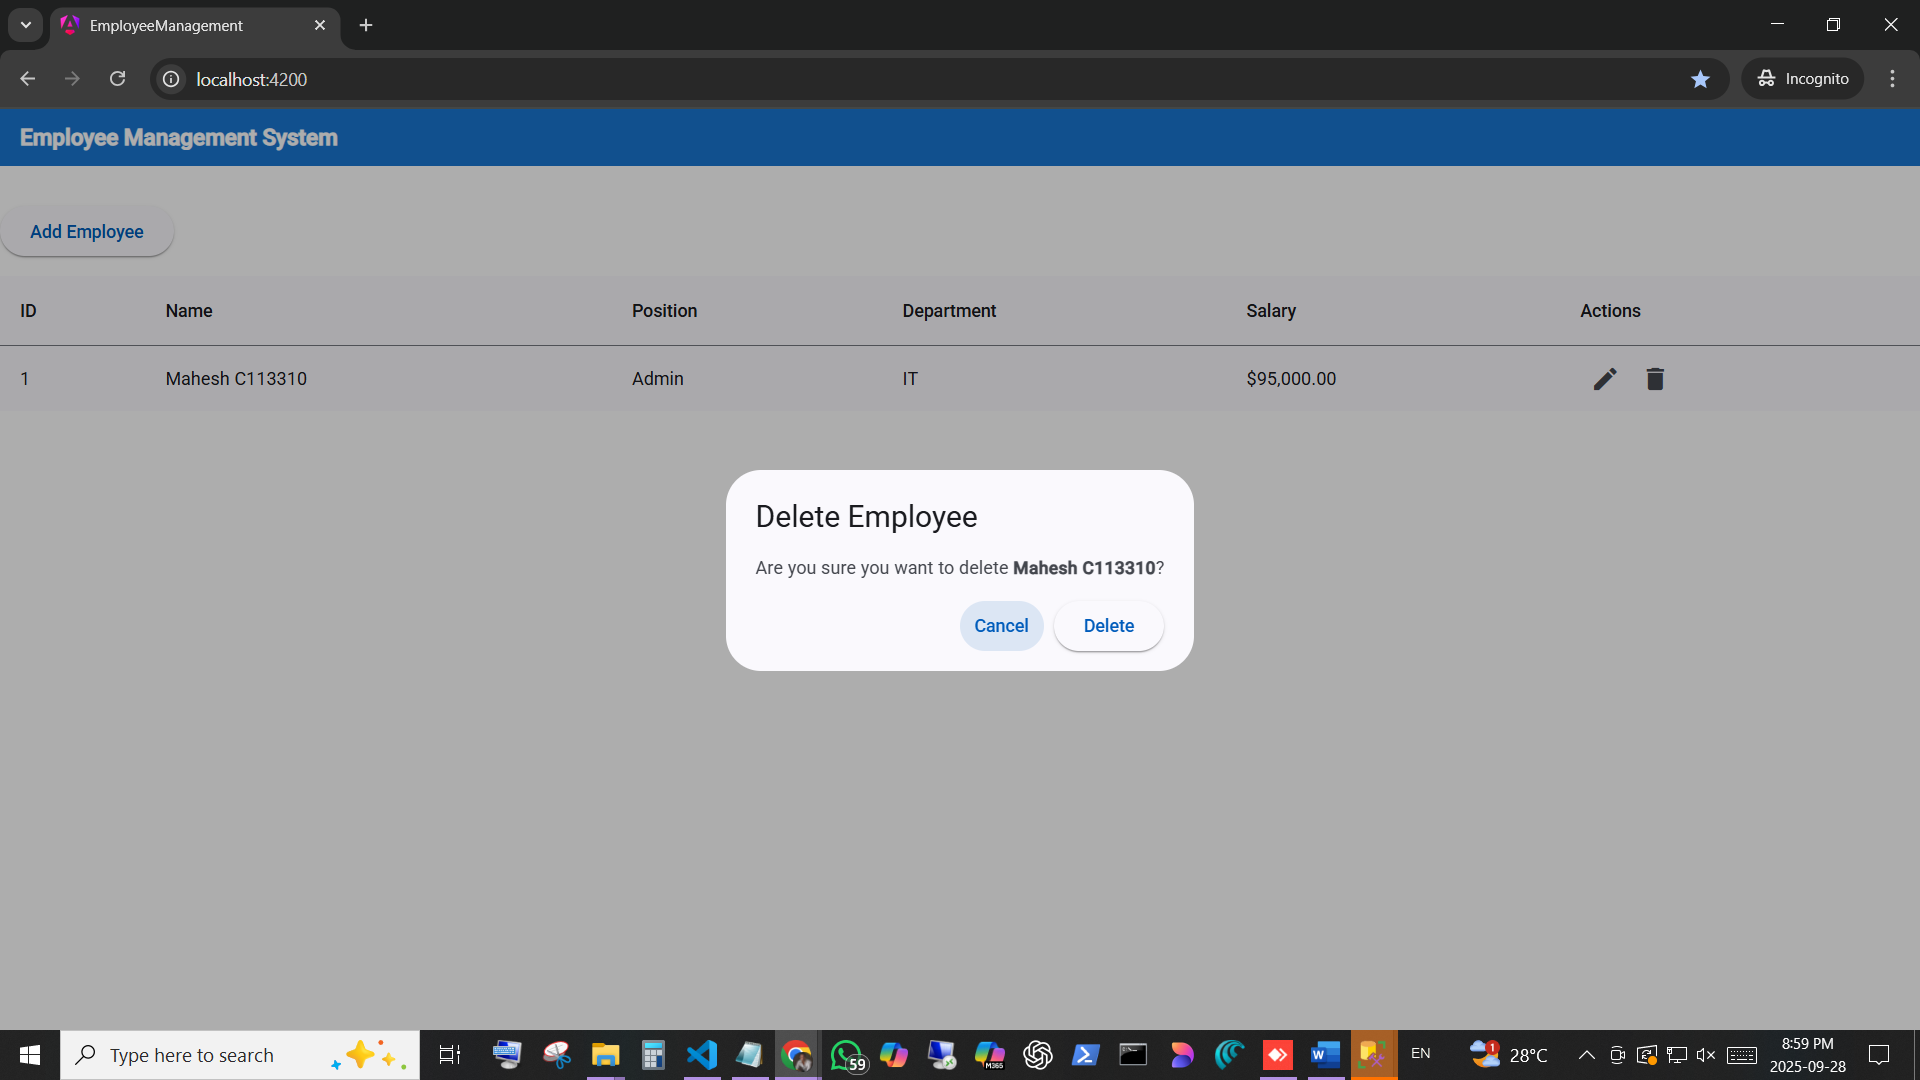 EmployeeManagement
localhost:4200
Incognito
Employee Management System
Add Employee
ID Name Position Department Salary Actions
1 Mahesh C113310 Admin IT $95,000.00
Delete Employee
Are you sure you want to delete Mahesh C113310?
Cancel Delete
Type here to search
59
M365
EN
1
28°C
8:59 PM
2025-09-28